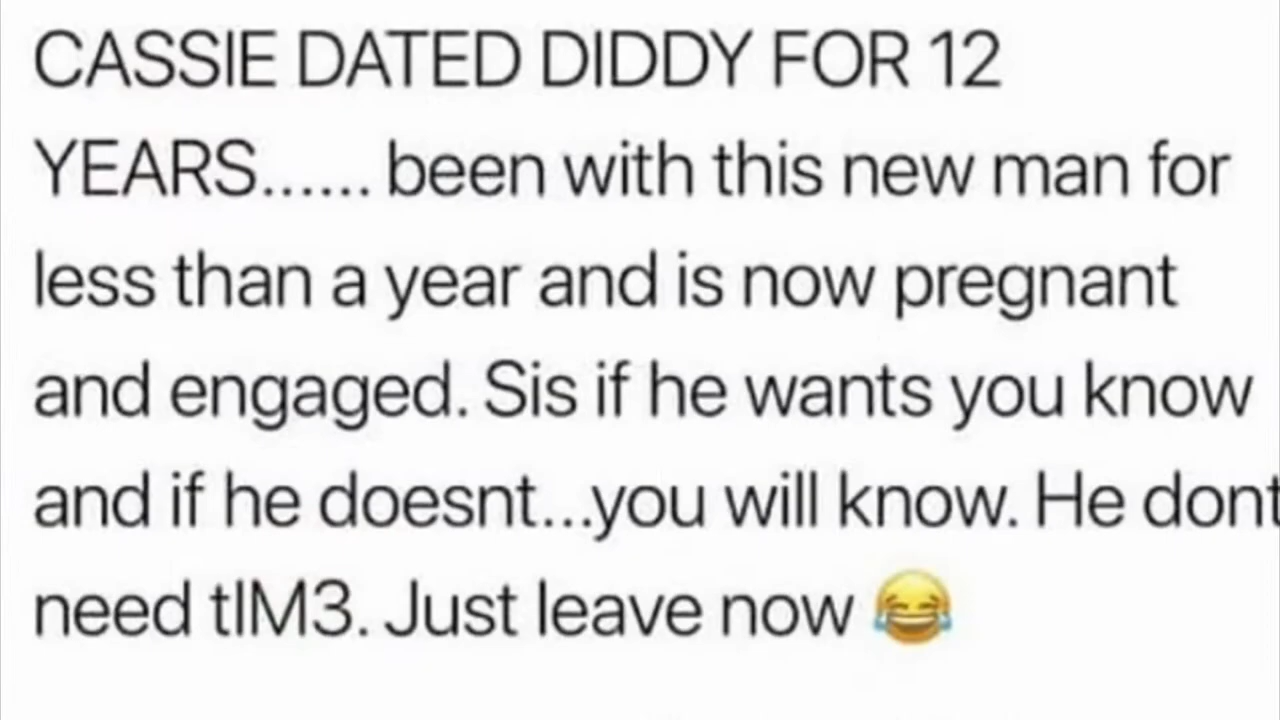 CASSIE DATED DIDDY FOR 12
YEARS...... been with this new man for
less than a year and is now pregnant
and engaged. Sis if he wants you know
and if he doesnt...you will know. He dont
need tIM3. Just leave now 😂